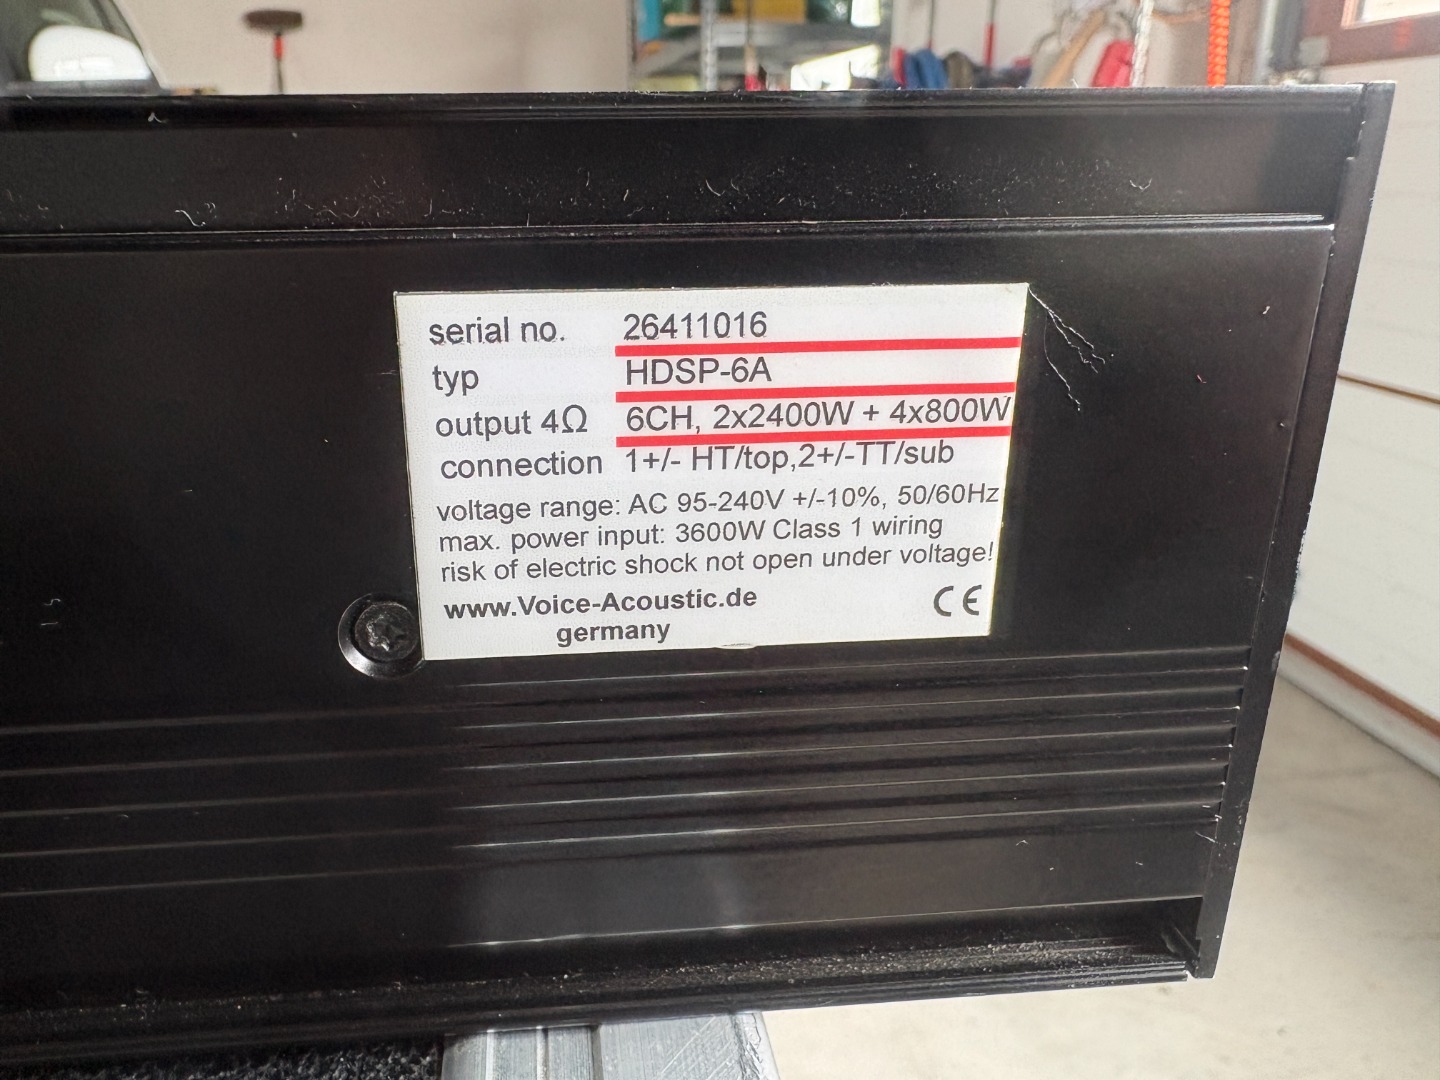 serial no. 26411016
typ HDSP-6A
output 4Ω 6CH, 2x2400W + 4x800W
connection 1+/- HT/top,2+/-TT/sub
voltage range: AC 95-240V +/-10%, 50/60Hz
max. power input: 3600W Class 1 wiring
risk of electric shock not open under voltage!
www.Voice-Acoustic.de CE
germany